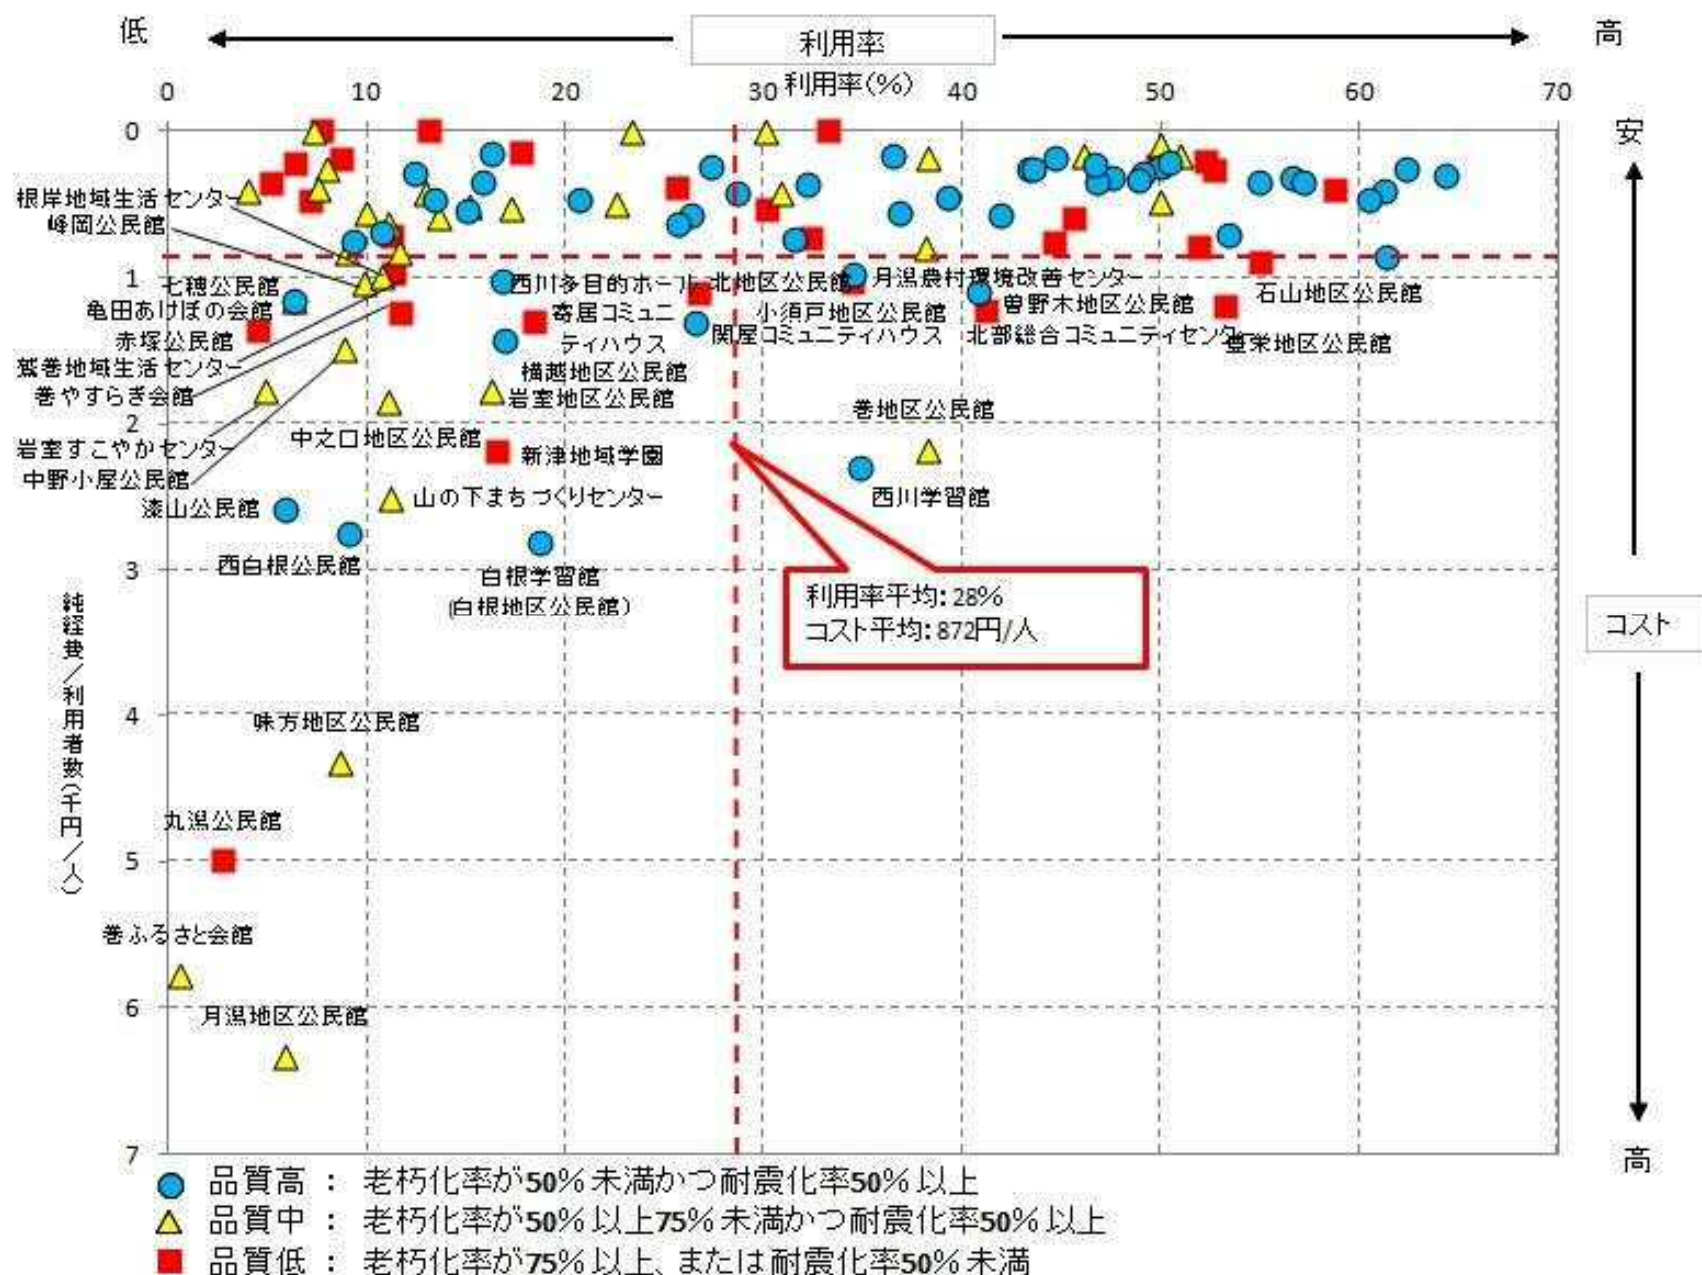 低
利用率
高
利用率(%)
0 10 20 30 40 50 60 70
安
0
1
2
3
4
5
6
7
根岸地域生活センター
峰岡公民館
七穂公民館
亀田あけぼの会館
赤塚公民館
鷲巻地域生活センター
巻やすらぎ会館
岩室すこやかセンター
中野小屋公民館
西川多目的ホール
北地区公民館
月潟農村環境改善センター
寄居コミュニ
ティハウス
小須戸地区公民館
曽野木地区公民館
石山地区公民館
関屋コミュニティハウス
北部総合コミュニティセンタ
豊栄地区公民館
横越地区公民館
岩室地区公民館
巻地区公民館
中之口地区公民館
新津地域学園
西川学習館
漆山公民館
山の下まちづくりセンター
西白根公民館
白根学習館
(白根地区公民館)
利用率平均:28%
コスト平均:872円/人
コスト
純経費/利用者数(千円/人)
味方地区公民館
丸潟公民館
巻ふるさと会館
月潟地区公民館
高
品質高 : 老朽化率が50%未満かつ耐震化率50%以上
品質中 : 老朽化率が50%以上75%未満かつ耐震化率50%以上
品質低 : 老朽化率が75%以上、または耐震化率50%未満